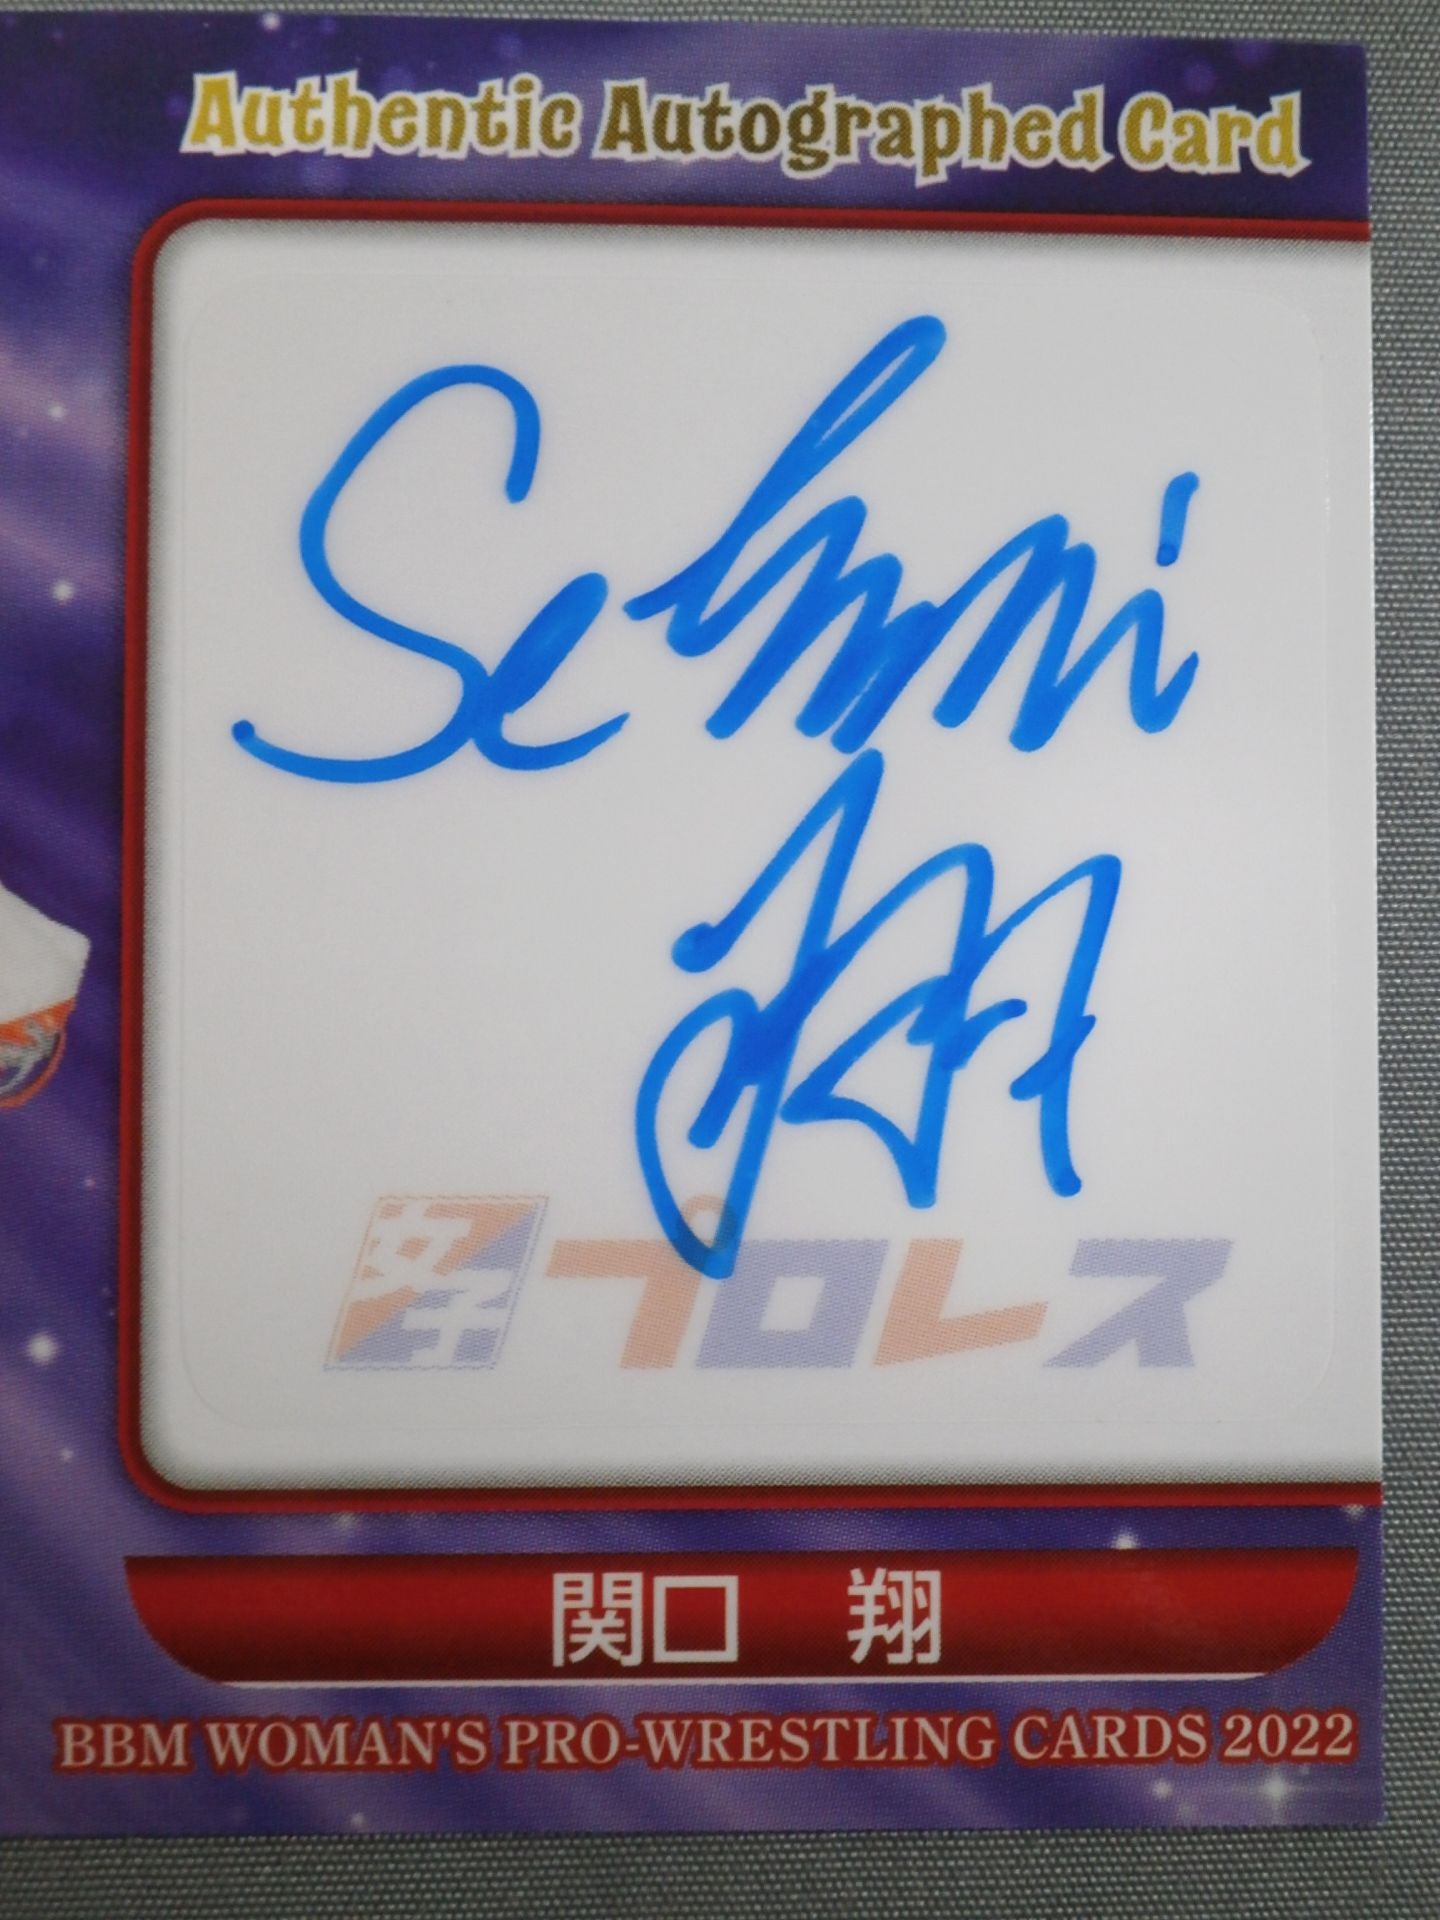 Authentic Autographed Card
女子プロレス
関口 翔
BBM WOMAN'S PRO-WRESTLING CARDS 2022